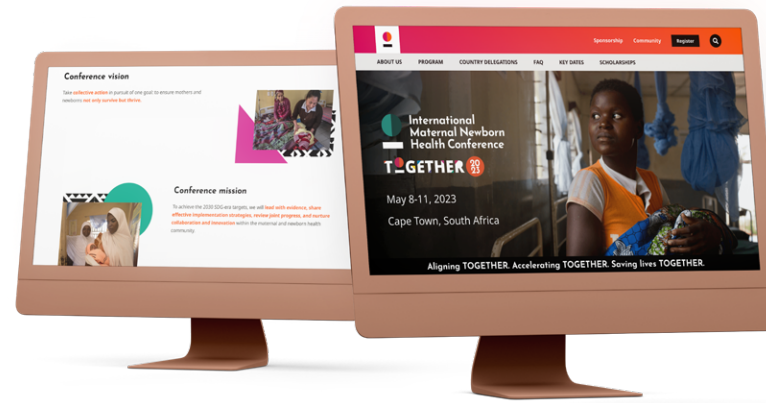 Conference vision
Take collective action in pursuit of one goal: to ensure mothers and
newborns not only survive but thrive.
Conference mission
To achieve the 2030 SDG-era targets, we will lead with evidence, share
effective implementation strategies, review joint progress, and nurture
collaboration and innovation within the maternal and newborn health
community.
Sponsorship Community Register
ABOUT US PROGRAM COUNTRY DELEGATIONS FAQ KEY DATES SCHOLARSHIPS
International
Maternal Newborn
Health Conference
TOGETHER 2023
May 8-11, 2023
Cape Town, South Africa
Aligning TOGETHER. Accelerating TOGETHER. Saving lives TOGETHER.